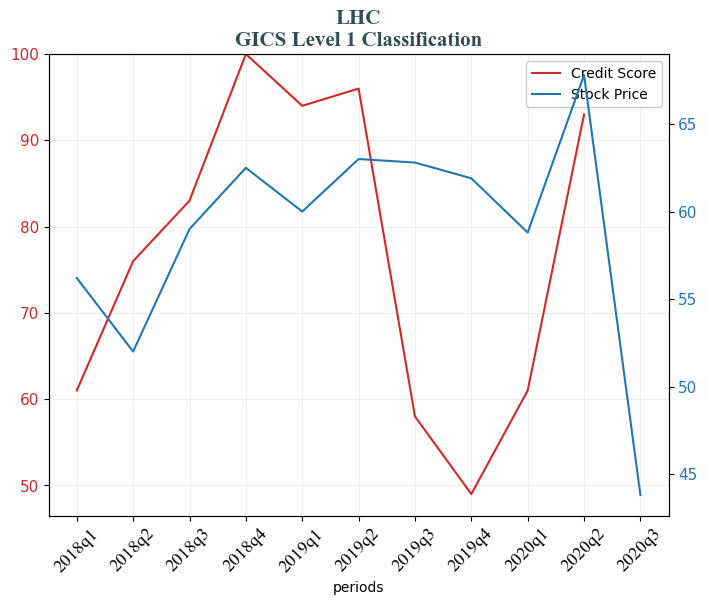 LHC
GICS Level 1 Classification
100
90
80
70
60
50
Credit Score
Stock Price
65
60
55
50
45
2018q1
2018q2
2018q3
2018q4
2019q1
2019q2
2019q3
2019q4
2020q1
2020q2
2020q3
periods